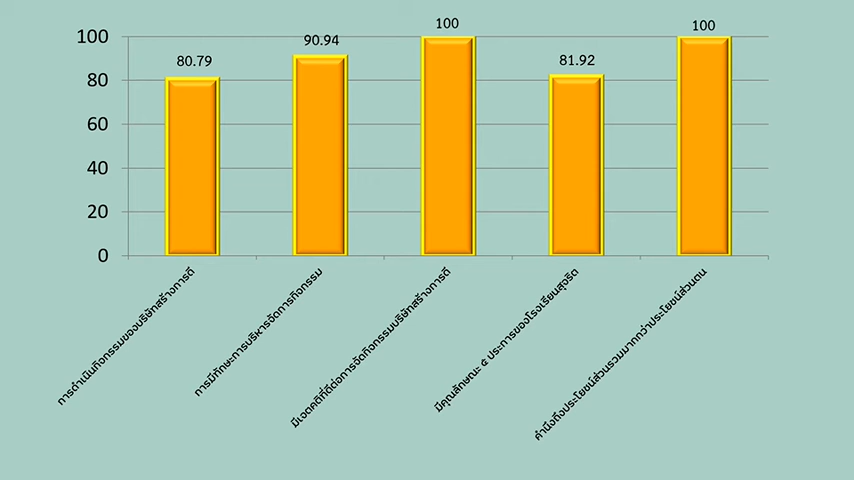 100
80
60
40
20
0
80.79
90.94
100
81.92
100
การดำเนินกิจกรรมของบริษัทสร้างการดี
การมีทักษะการบริหารจัดการกิจกรรม
มีเจตคติที่ดีต่อการจัดกิจกรรมบริษัทสร้างการดี
มีคุณลักษณะ ๕ ประการของโรงเรียนสุจริต
คำนึงถึงประโยชน์ส่วนรวมมากกว่าประโยชน์ส่วนตน